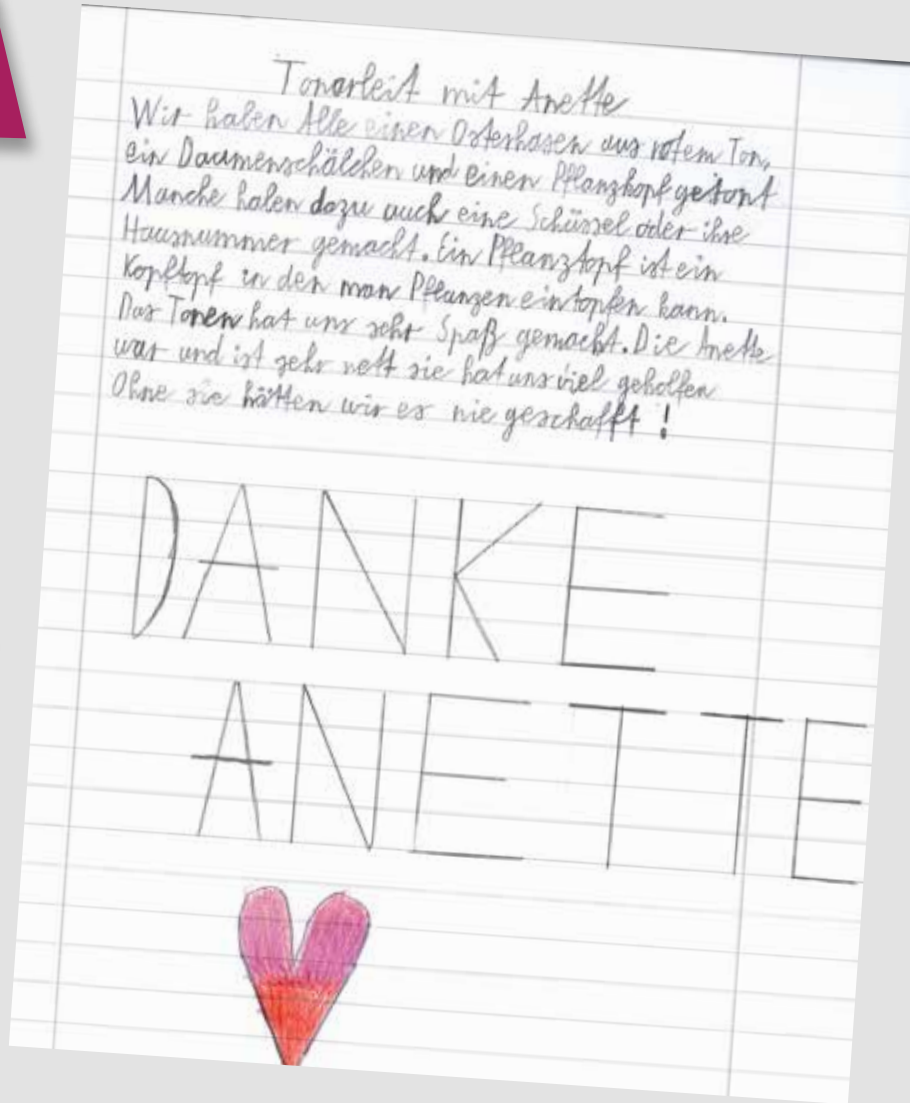 Tonarleit mit Anette
Wir haben Alle einen Osterhasen aus rotem Ton,
ein Daumenschälchen und einen Pflanzkopf getont
Manche haben dazu auch eine Schüssel oder ihre
Hausnummer gemacht. Ein Pflanztopf ist ein
Kopftopf in den man Pflanzen eintopfen kann.
Das Tonen hat uns sehr Spaß gemacht. Die Anette
war und ist sehr nett sie hat uns viel geholfen
Ohne sie hätten wir es nie geschafft !
DANKE
ANETTE